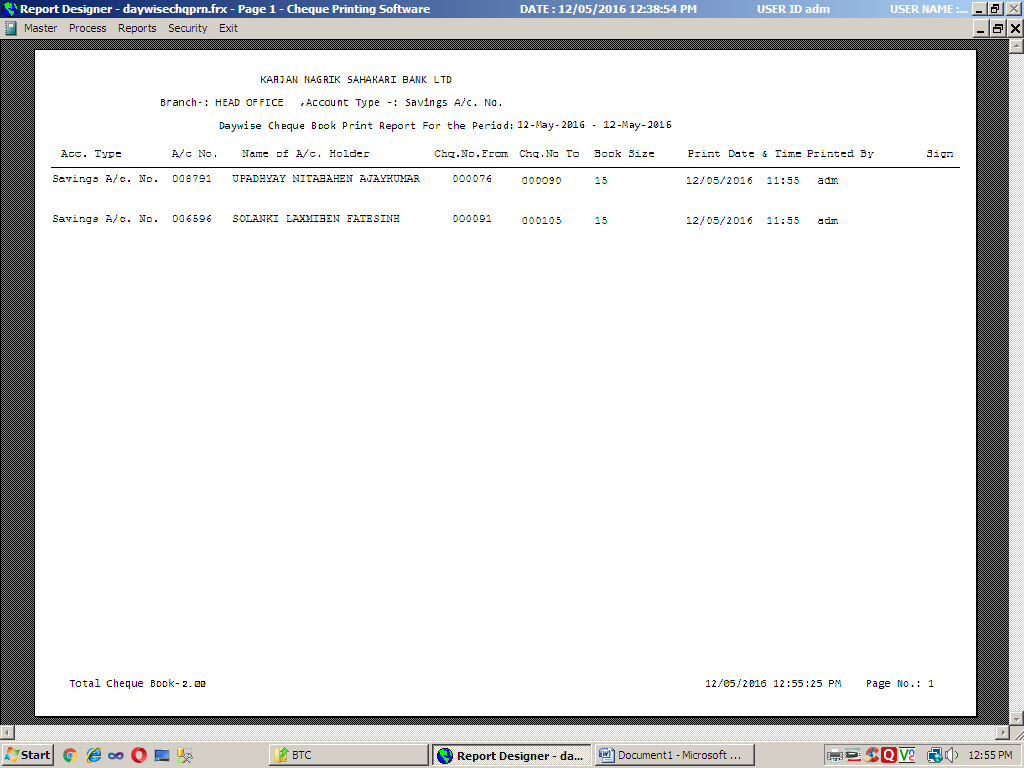 Report Designer - daywisechqprn.frx - Page 1 - Cheque Printing Software DATE : 12/05/2016 12:38:54 PM USER ID adm USER NAME :...
Master Process Reports Security Exit
KARJAN NAGRIK SAHAKARI BANK LTD
Branch-: HEAD OFFICE ,Account Type -: Savings A/c. No.
Daywise Cheque Book Print Report For the Period: 12-May-2016 - 12-May-2016
Acc. Type A/c No. Name of A/c. Holder Chq.No.From Chq.No To Book Size Print Date & Time Printed By Sign
Savings A/c. No. 008791 UPADHYAY NITABAHEN AJAYKUMAR 000076 000090 15 12/05/2016 11:55 adm
Savings A/c. No. 006596 SOLANKI LAXMIBEN FATESINH 000091 000105 15 12/05/2016 11:55 adm
Total Cheque Book-2.00 12/05/2016 12:55:25 PM Page No.: 1
Start BTC Report Designer - da... Document1 - Microsoft ... 12:55 PM